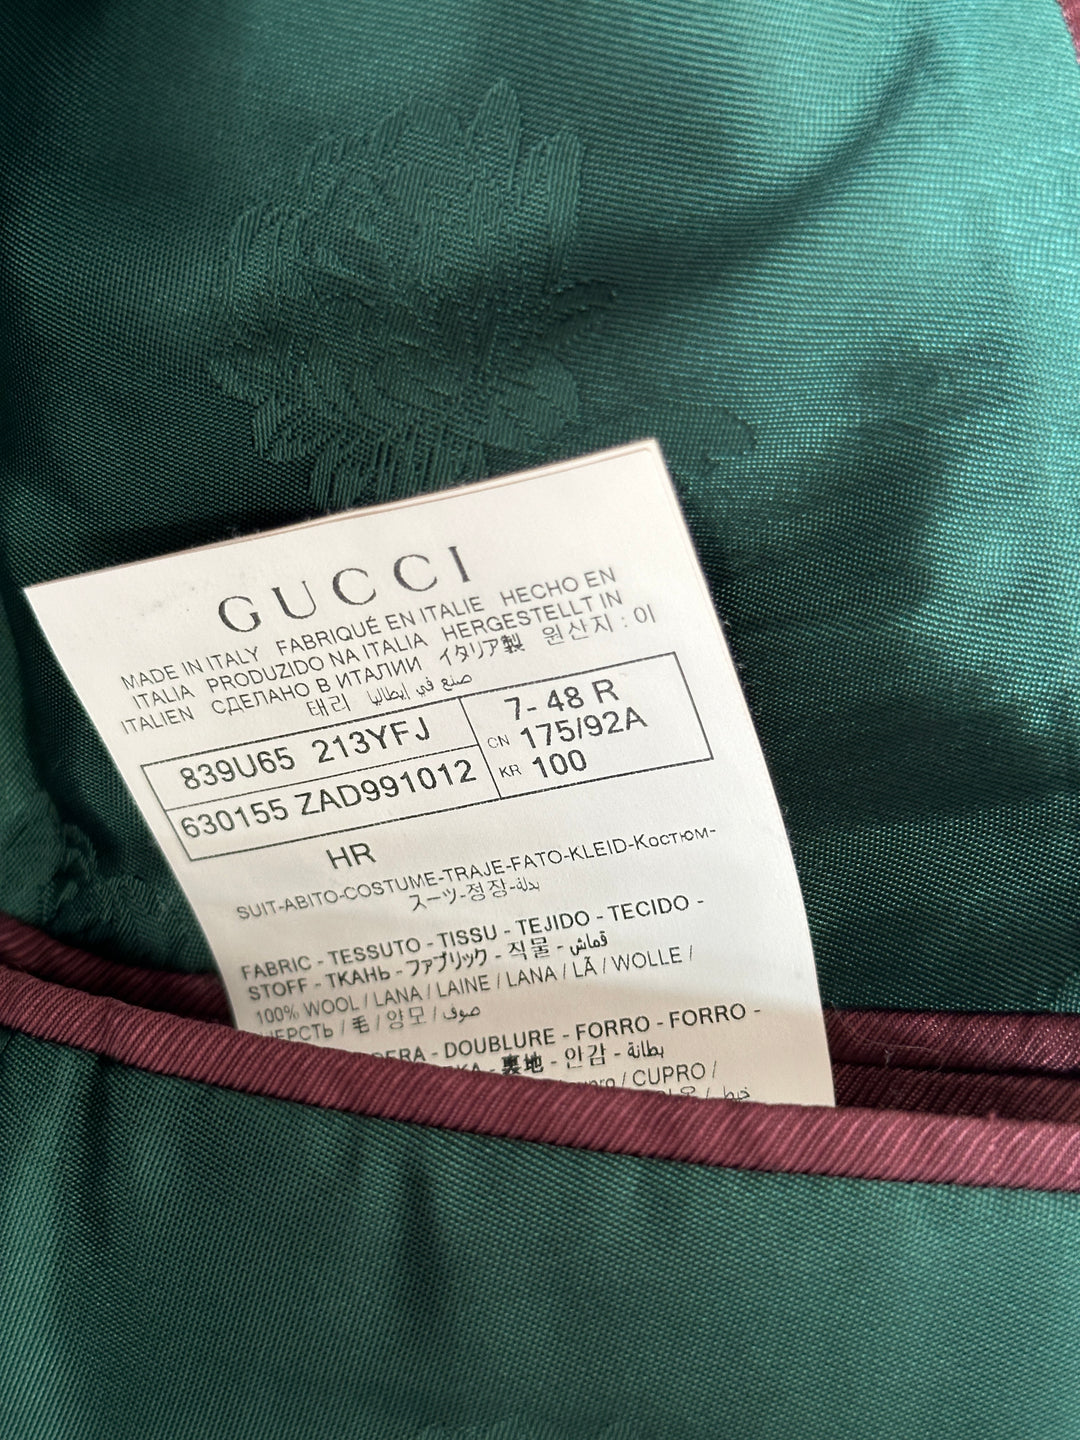 GUCCI
MADE IN ITALY FABRIQUÉ EN ITALIE HECHO EN
ITALIA PRODUZIDO NA ITALIA HERGESTELLT IN
ITALIEN СДЕЛАНО В ИТАЛИИ イタリア製 원산지 : 이
태리 صنع في إيطاليا
839U65 213YFJ
630155 ZAD991012
7- 48 R
CN 175/92A
KR 100
HR
SUIT-ABITO-COSTUME-TRAJE-FATO-KLEID-Костюм-
スーツ-정장-بدلة
FABRIC - TESSUTO - TISSU - TEJIDO - TECIDO -
STOFF - ТКАНЬ - ファブリック - 직물 - قماش
100% WOOL / LANA / LAINE / LANA / LÃ / WOLLE /
/ 毛 / 양모 / صوف
- DOUBLURE - FORRO - FORRO -
- 裏地 - 안감 - بطانة
/ CUPRO /